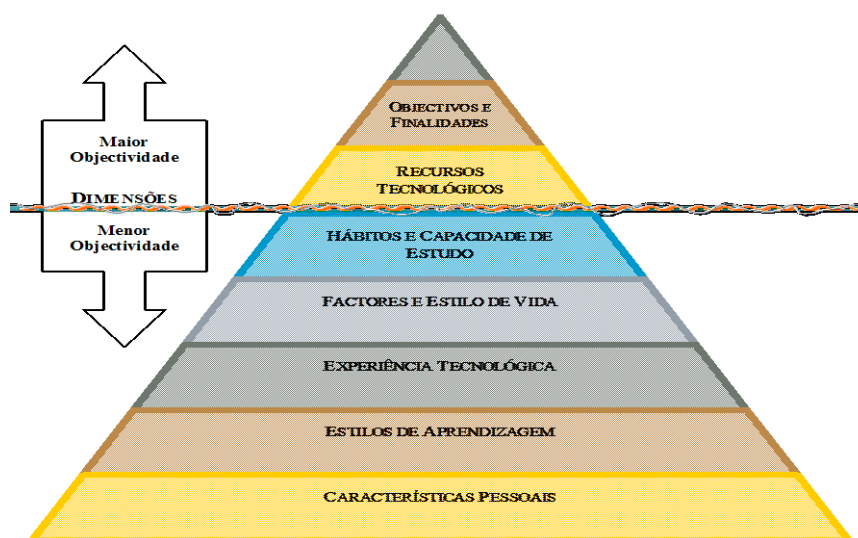 OBJECTIVOS E
FINALIDADES
Maior
Objectividade
RECURSOS
TECNOLÓGICOS
DIMENSÕES
Menor
Objectividade
HÁBITOS E CAPACIDADE DE
ESTUDO
FACTORES E ESTILO DE VIDA
EXPERIÊNCIA TECNOLÓGICA
ESTILOS DE APRENDIZAGEM
CARACTERÍSTICAS PESSOAIS